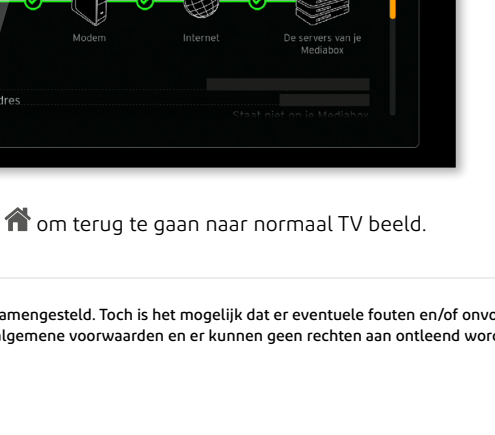 Modem Internet De servers van je
Mediabox
dres
Staat niet op je Mediabox
om terug te gaan naar normaal TV beeld.
amengesteld. Toch is het mogelijk dat er eventuele fouten en/of onvo
algemene voorwaarden en er kunnen geen rechten aan ontleend word